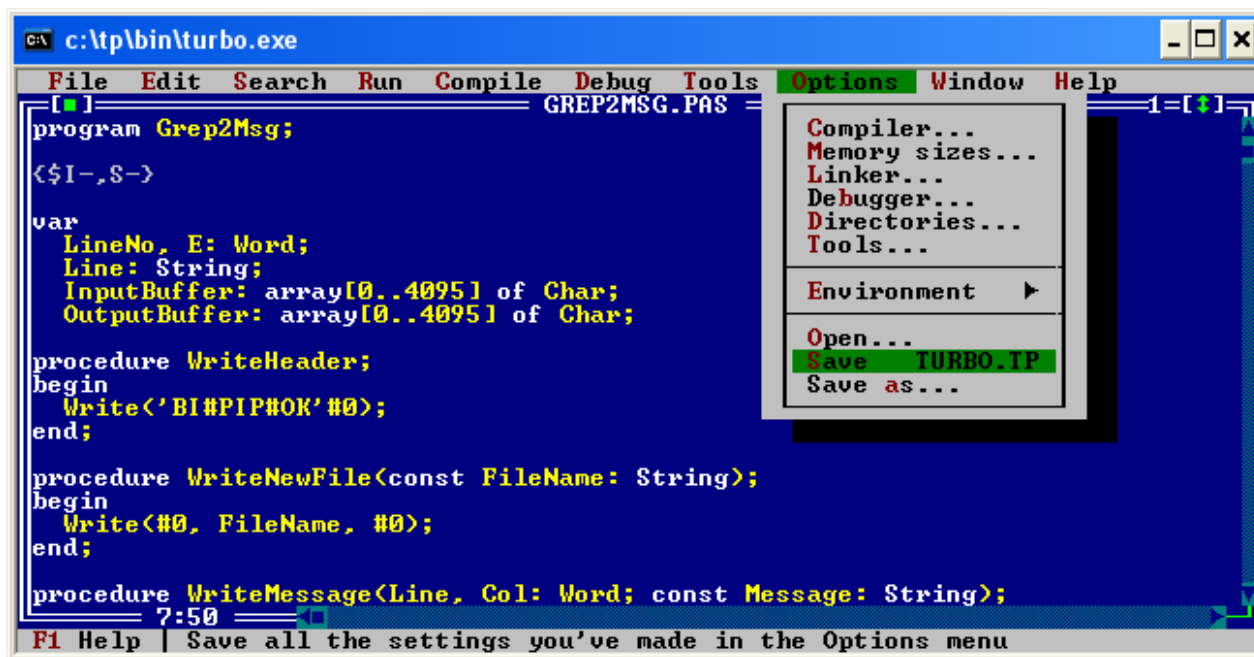 c:\tp\bin\turbo.exe
File Edit Search Run Compile Debug Tools Options Window Help
GREP2MSG.PAS 1
program Grep2Msg;
{$I-,S-}
var
LineNo, E: Word;
Line: String;
InputBuffer: array[0..4095] of Char;
OutputBuffer: array[0..4095] of Char;
procedure WriteHeader;
begin
Write('BI#PIP#OK'#0);
end;
procedure WriteNewFile(const FileName: String);
begin
Write(#0, FileName, #0);
end;
procedure WriteMessage(Line, Col: Word; const Message: String);
Compiler...
Memory sizes...
Linker...
Debugger...
Directories...
Tools...
Environment
Open...
Save TURBO.TP
Save as...
7:50
F1 Help | Save all the settings you've made in the Options menu